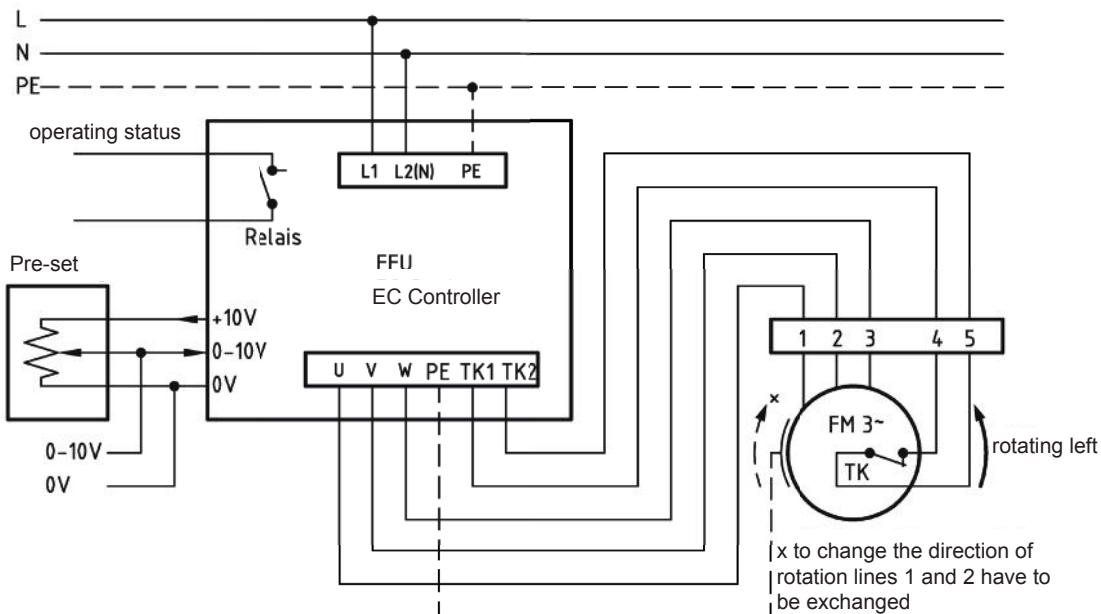 L
N
PE
operating status
L1 L2(N) PE
Relais
Pre-set
FFU
EC Controller
+10V
0-10V
0V
1 2 3 4 5
U V W PE TK1 TK2
x
FM 3~
TK
rotating left
0-10V
0V
x to change the direction of
rotation lines 1 and 2 have to
be exchanged